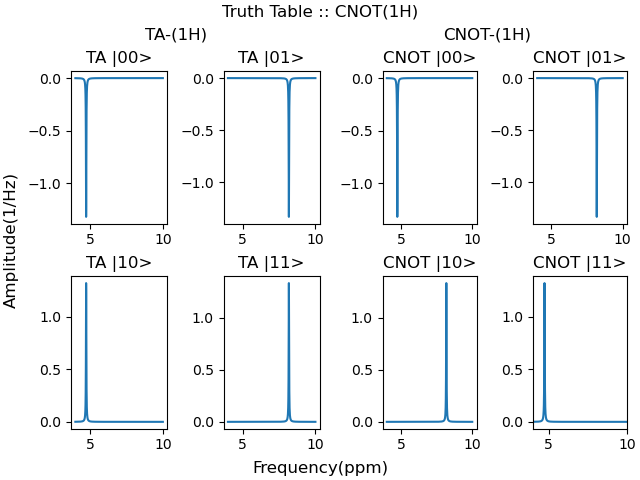 Truth Table :: CNOT(1H)
TA-(1H)
CNOT-(1H)
TA |00>
TA |01>
CNOT |00>
CNOT |01>
0.0
−0.5
−1.0
5 10
0.0
−0.5
−1.0
5 10
0.0
−0.5
−1.0
5 10
0.0
−0.5
−1.0
5 10
Amplitude(1/Hz)
TA |10>
TA |11>
CNOT |10>
CNOT |11>
1.0
0.5
0.0
5 10
1.0
0.5
0.0
5 10
1.0
0.5
0.0
5 10
1.0
0.5
0.0
5 10
Frequency(ppm)